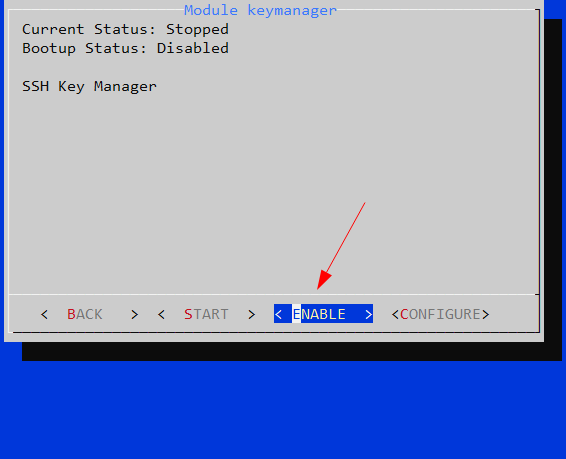 Module keymanager
Current Status: Stopped
Bootup Status: Disabled
SSH Key Manager
< BACK > < START > < ENABLE > <CONFIGURE>